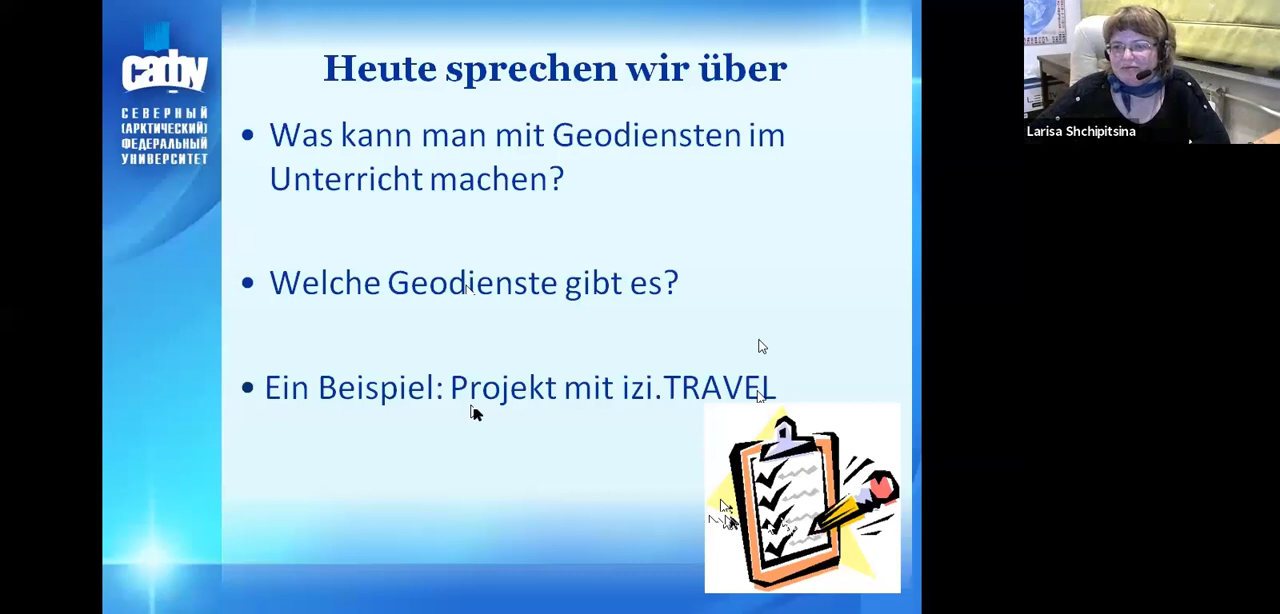 сафу
СЕВЕРНЫЙ
(АРКТИЧЕСКИЙ)
ФЕДЕРАЛЬНЫЙ
УНИВЕРСИТЕТ
Heute sprechen wir über
• Was kann man mit Geodiensten im
Unterricht machen?
• Welche Geodienste gibt es?
• Ein Beispiel: Projekt mit izi.TRAVEL
Larisa Shchipitsina